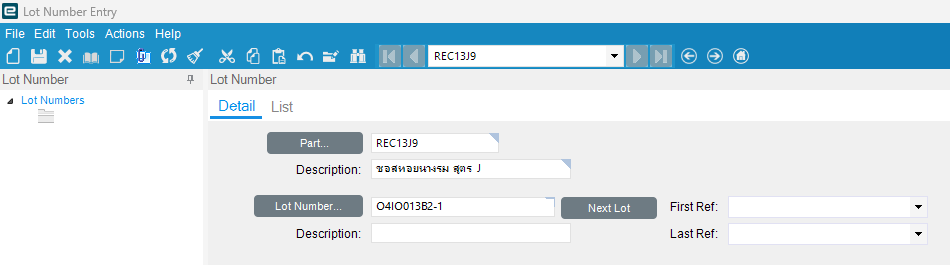 Lot Number Entry
File Edit Tools Actions Help
REC13J9
Lot Number
Lot Numbers
Lot Number
Detail List
Part... REC13J9
Description: ซอสหอยนางรม สูตร J
Lot Number... O4IO013B2-1 Next Lot First Ref:
Description: Last Ref: